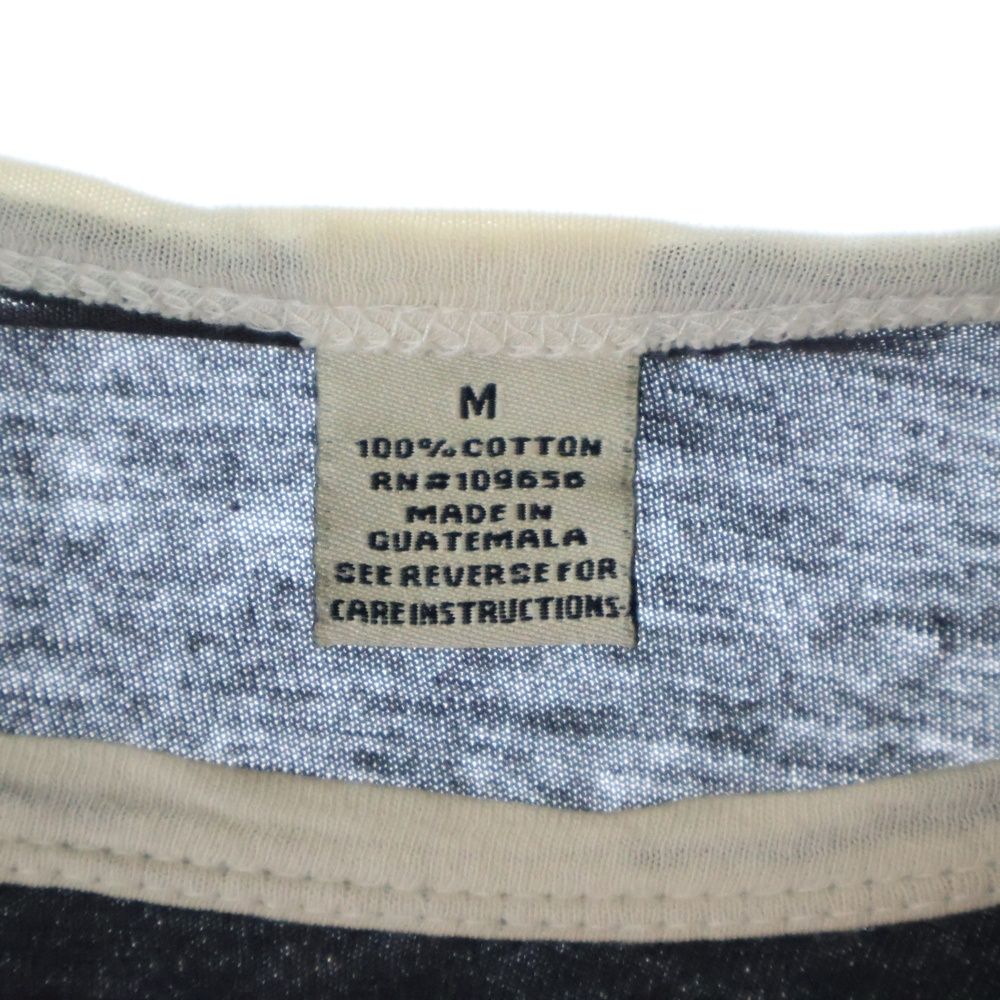 M
100% COTTON
RN#109656
MADE IN
GUATEMALA
SEE REVERSE FOR
CARE INSTRUCTIONS-